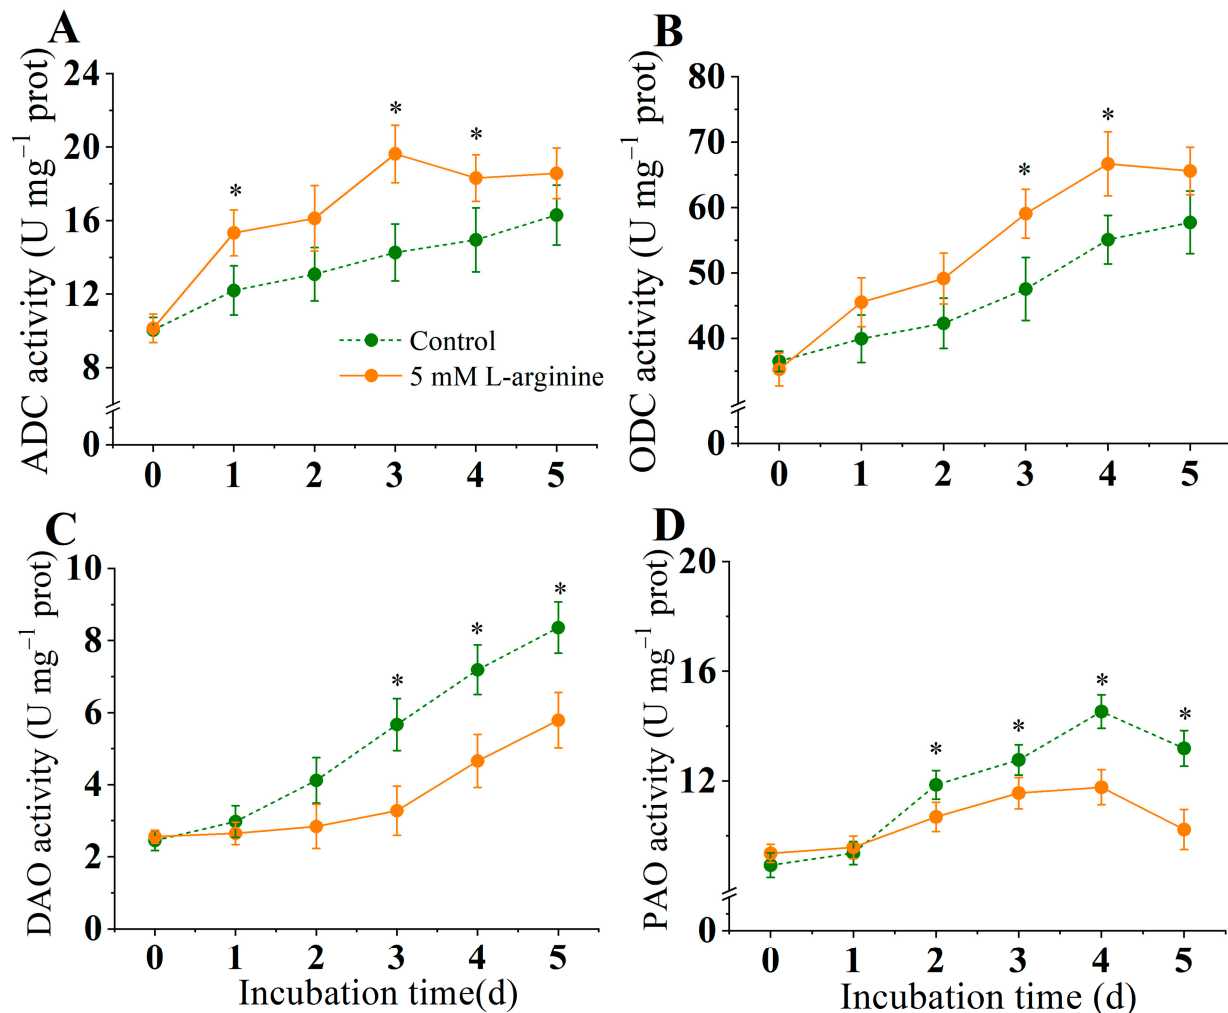 A
ADC activity (U mg⁻¹ prot)
24
20
16
12
8
0
*
*
*
Control
5 mM L-arginine
0 1 2 3 4 5
B
ODC activity (U mg⁻¹ prot)
80
70
60
50
40
0
*
*
0 1 2 3 4 5
C
DAO activity (U mg⁻¹ prot)
10
8
6
4
2
0
*
*
*
0 1 2 3 4 5
Incubation time(d)
D
PAO activity (U mg⁻¹ prot)
20
16
12
0
*
*
*
*
0 1 2 3 4 5
Incubation time (d)